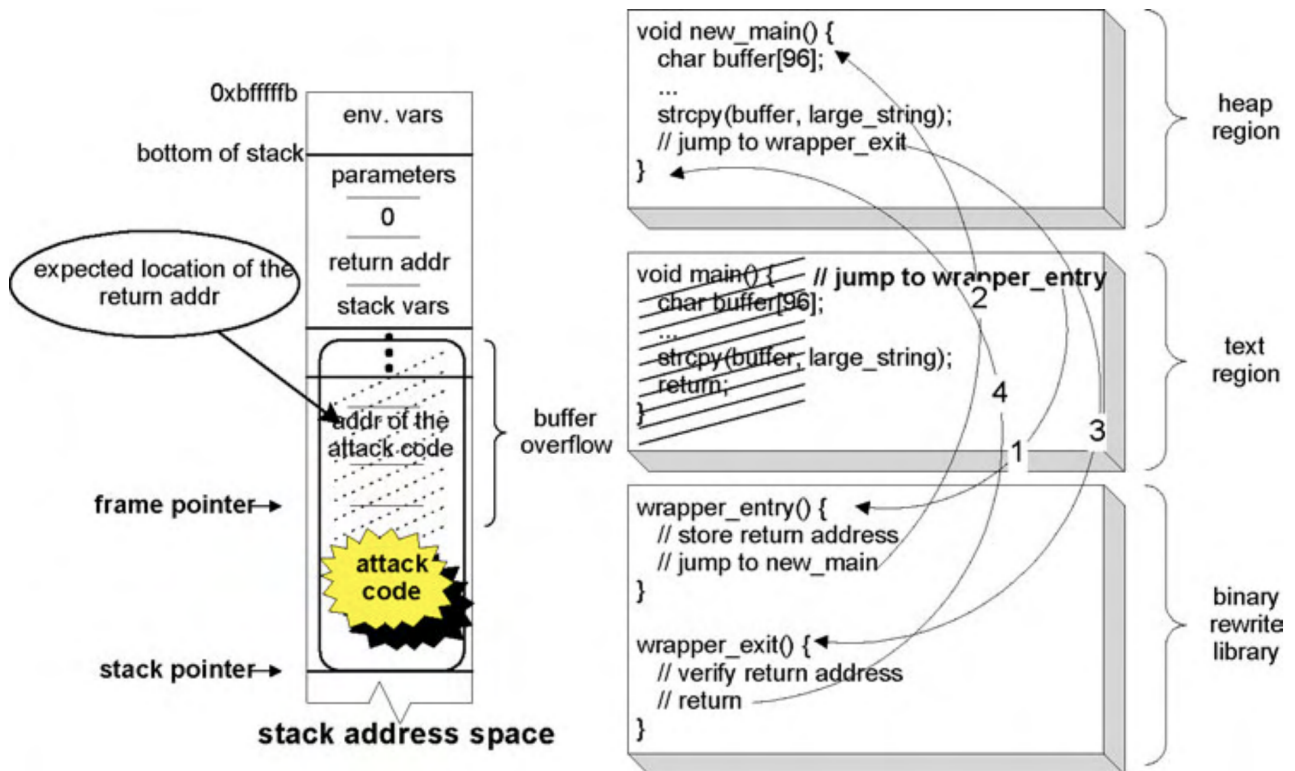 0xbfffffb
env. vars
bottom of stack
parameters
0
return addr
stack vars
expected location of the
return addr
addr of the
attack code
buffer
overflow
frame pointer
attack
code
stack pointer
stack address space
void new_main() {
char buffer[96];
...
strcpy(buffer, large_string);
// jump to wrapper_exit
}
heap
region
void main() { // jump to wrapper_entry
char buffer[96];
...
strcpy(buffer, large_string);
return;
}
2
4
3
1
text
region
wrapper_entry() {
// store return address
// jump to new_main
}
wrapper_exit() {
// verify return address
// return
}
binary
rewrite
library